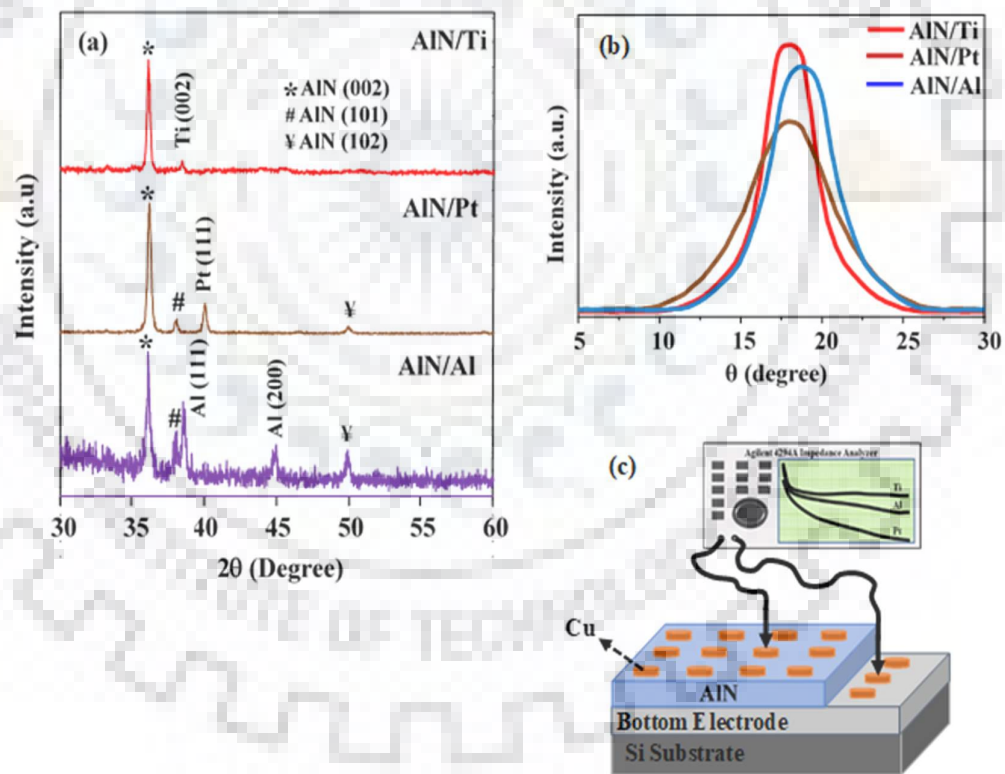 (a)
AlN/Ti
* AlN (002)
# AlN (101)
¥ AlN (102)
*
Ti (002)
AlN/Pt
*
#
Pt (111)
¥
AlN/Al
*
#
Al (111)
Al (200)
¥
Intensity (a.u)
30 35 40 45 50 55 60
2θ (Degree)
(b)
AlN/Ti
AlN/Pt
AlN/Al
Intensity (a.u.)
5 10 15 20 25 30
θ (degree)
(c)
Agilent 4294A Impedance Analyzer
Ti
Al
Pt
Cu
AlN
Bottom Electrode
Si Substrate
OF TECHN